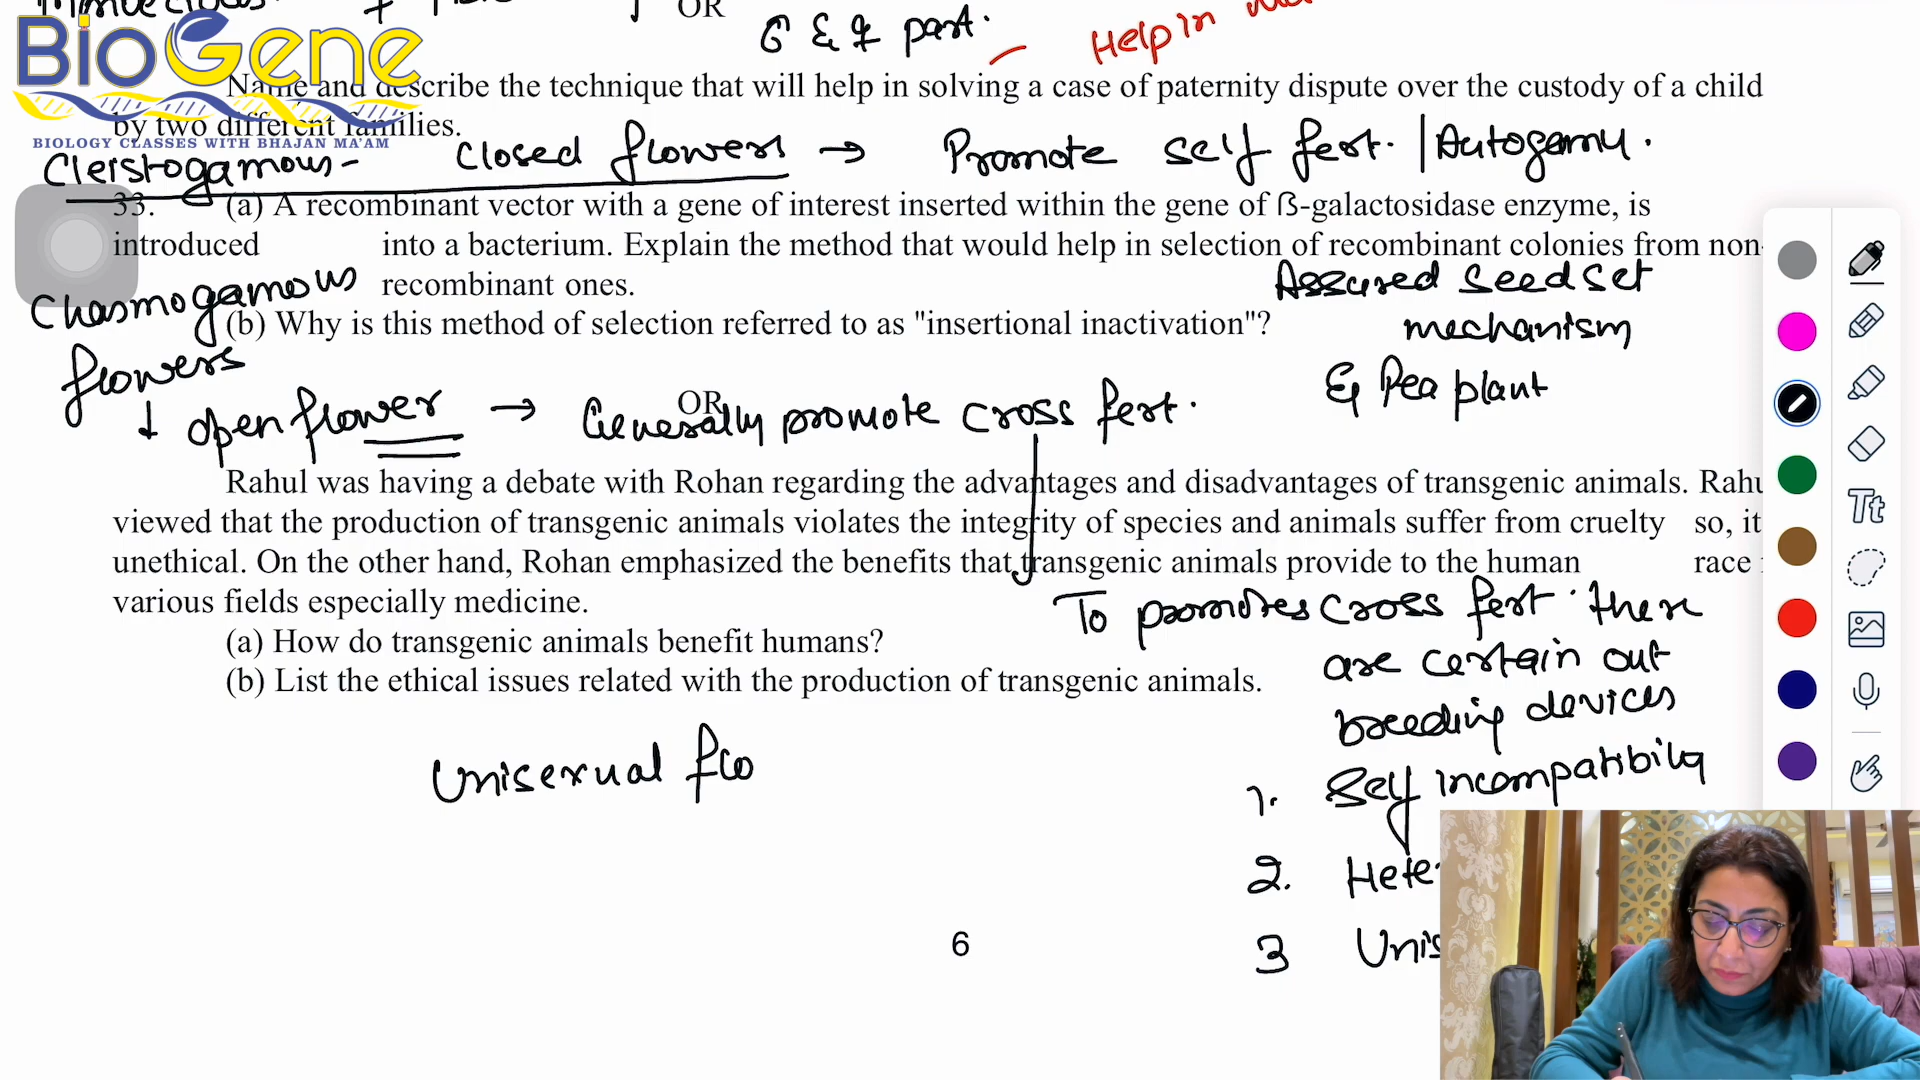 OR
& part.
Help in
BioGene
BIOLOGY CLASSES WITH BHAJAN MA'AM
Name and describe the technique that will help in solving a case of paternity dispute over the custody of a child
by two different families.
Cleistogamous - Closed flowers → Promote self fert. | Autogamy.
33. (a) A recombinant vector with a gene of interest inserted within the gene of ß-galactosidase enzyme, is
introduced into a bacterium. Explain the method that would help in selection of recombinant colonies from non-
recombinant ones.
Assured seed set
mechanism
Chasmogamous
flowers
(b) Why is this method of selection referred to as "insertional inactivation"?
Pea plant
OR
↓ open flower → Generally promote cross fert.
Rahul was having a debate with Rohan regarding the advantages and disadvantages of transgenic animals. Rahu
viewed that the production of transgenic animals violates the integrity of species and animals suffer from cruelty so, it
unethical. On the other hand, Rohan emphasized the benefits that transgenic animals provide to the human race
various fields especially medicine.
To promotes cross fert. there
are certain out
breeding devices
(a) How do transgenic animals benefit humans?
(b) List the ethical issues related with the production of transgenic animals.
Unisexual flo
1. Self incompatibility
2. Hete
3 Unis
6
Tt